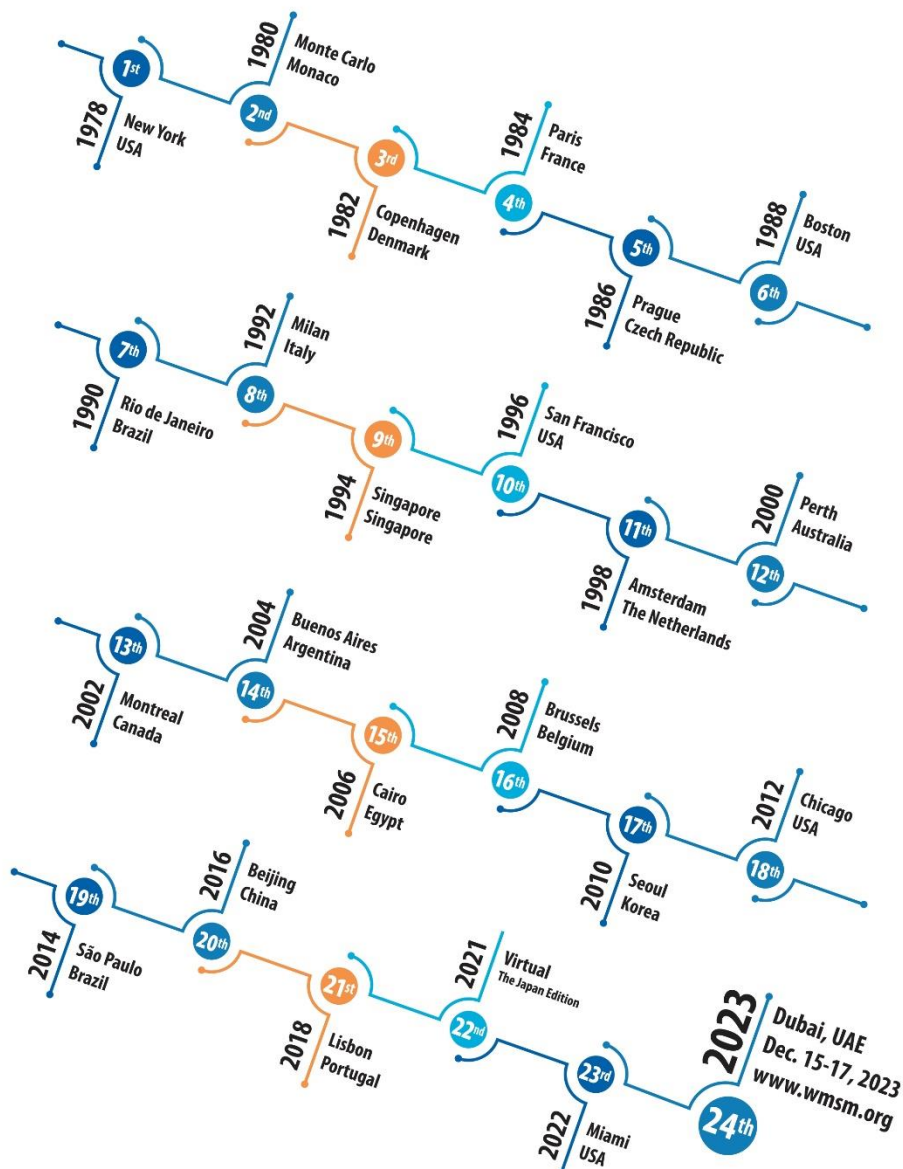 1st
1978
New York
USA
2nd
1980
Monte Carlo
Monaco
3rd
1982
Copenhagen
Denmark
4th
1984
Paris
France
5th
1986
Prague
Czech Republic
6th
1988
Boston
USA
7th
1990
Rio de Janeiro
Brazil
8th
1992
Milan
Italy
9th
1994
Singapore
Singapore
10th
1996
San Francisco
USA
11th
1998
Amsterdam
The Netherlands
12th
2000
Perth
Australia
13th
2002
Montreal
Canada
14th
2004
Buenos Aires
Argentina
15th
2006
Cairo
Egypt
16th
2008
Brussels
Belgium
17th
2010
Seoul
Korea
18th
2012
Chicago
USA
19th
2014
São Paulo
Brazil
20th
2016
Beijing
China
21st
2018
Lisbon
Portugal
22nd
2021
Virtual
The Japan Edition
23rd
2022
Miami
USA
24th
2023
Dubai, UAE
Dec. 15-17, 2023
www.wmsm.org